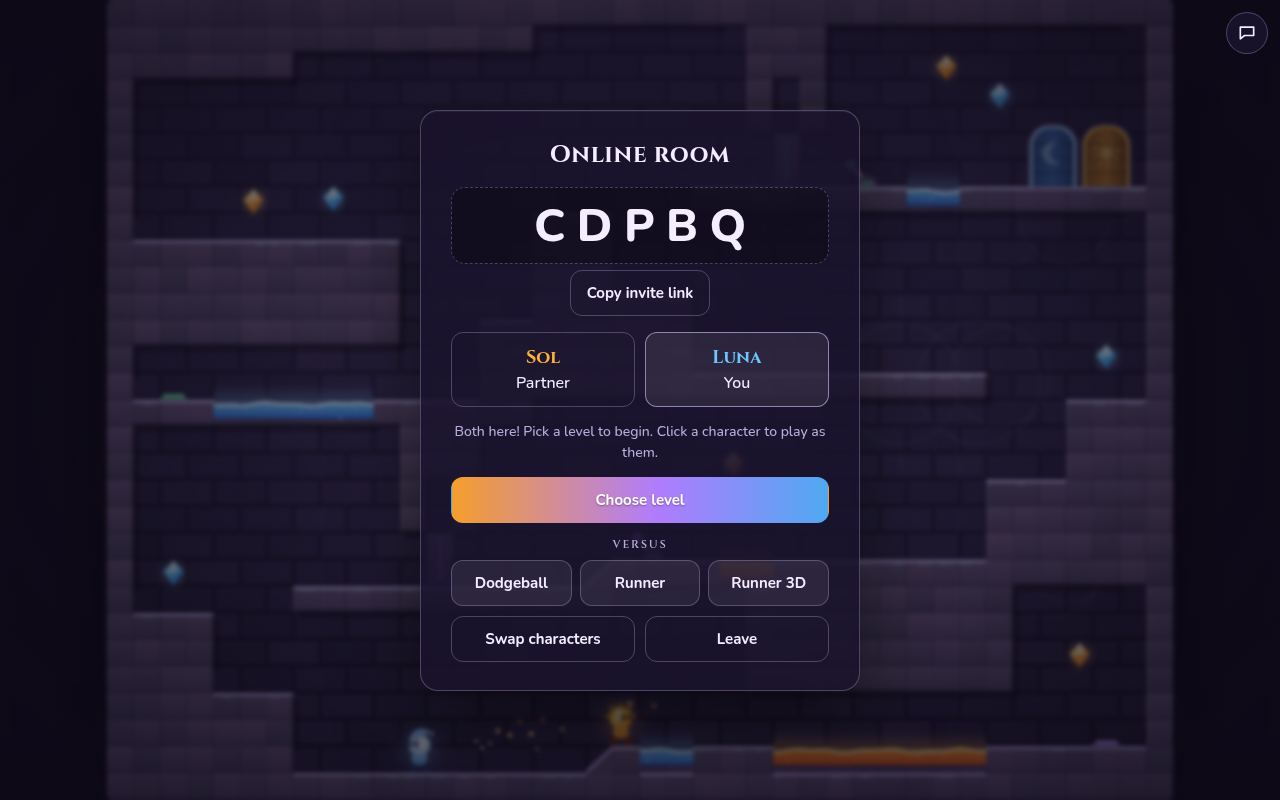 Online room
CDPBQ
Copy invite link
Sol
Partner
Luna
You
Both here! Pick a level to begin. Click a character to play as
them.
Choose level
VERSUS
Dodgeball
Runner
Runner 3D
Swap characters
Leave